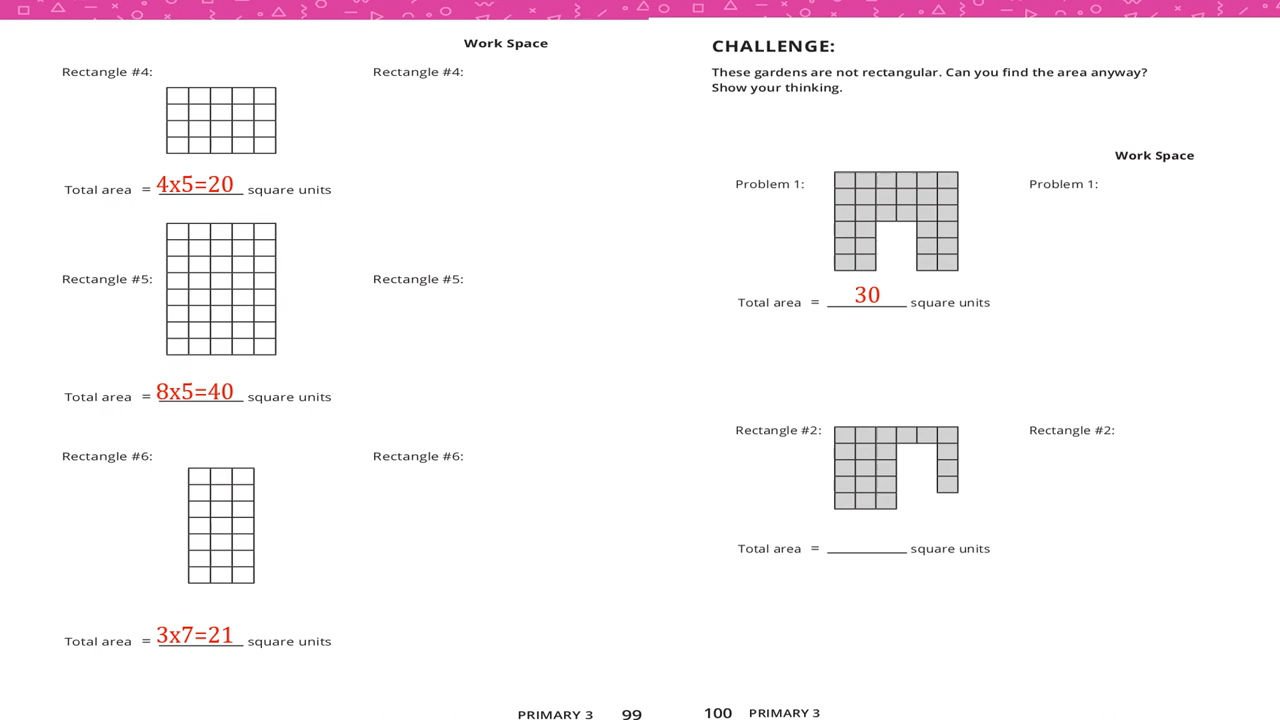 Work Space
Rectangle #4:
Rectangle #4:
Total area = 4x5=20 square units
Rectangle #5:
Rectangle #5:
Total area = 8x5=40 square units
Rectangle #6:
Rectangle #6:
Total area = 3x7=21 square units
PRIMARY 3 99
CHALLENGE:
These gardens are not rectangular. Can you find the area anyway?
Show your thinking.
Work Space
Problem 1:
Problem 1:
Total area = 30 square units
Rectangle #2:
Rectangle #2:
Total area = ________ square units
100 PRIMARY 3